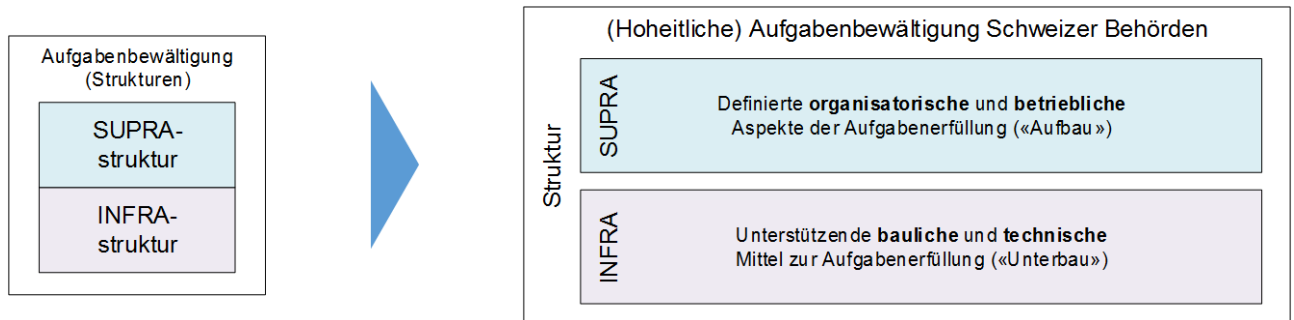 Aufgabenbewältigung
(Strukturen)
SUPRA-
struktur
INFRA-
struktur
(Hoheitliche) Aufgabenbewältigung Schweizer Behörden
Struktur
SUPRA
Definierte organisatorische und betriebliche
Aspekte der Aufgabenerfüllung («Aufbau»)
INFRA
Unterstützende bauliche und technische
Mittel zur Aufgabenerfüllung («Unterbau»)